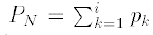 P_N = \sum_{k=1}^{i} p_k